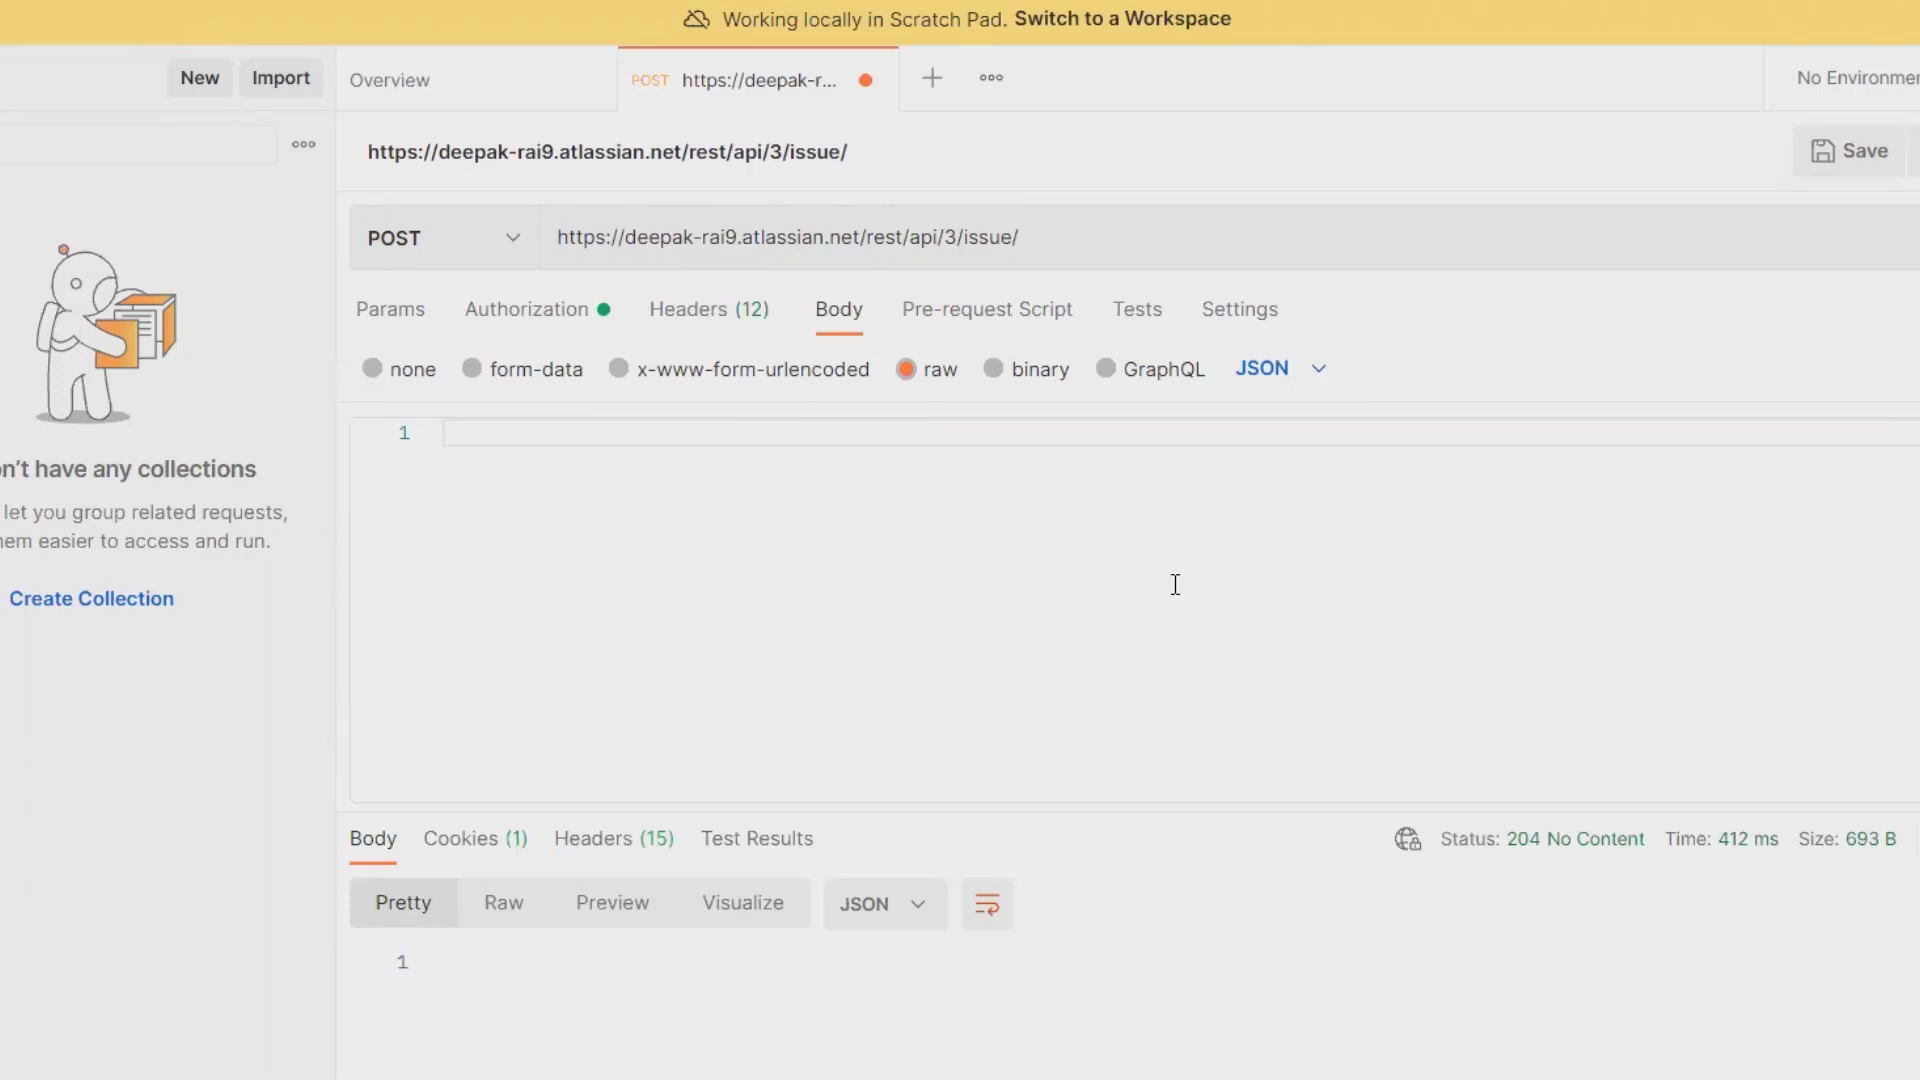 Working locally in Scratch Pad. Switch to a Workspace
New Import
Overview
POST https://deepak-r...
No Environmen
https://deepak-rai9.atlassian.net/rest/api/3/issue/
Save
POST https://deepak-rai9.atlassian.net/rest/api/3/issue/
Params Authorization Headers (12) Body Pre-request Script Tests Settings
none form-data x-www-form-urlencoded raw binary GraphQL JSON
1
n't have any collections
let you group related requests,
em easier to access and run.
Create Collection
Body Cookies (1) Headers (15) Test Results Status: 204 No Content Time: 412 ms Size: 693 B
Pretty Raw Preview Visualize JSON
1